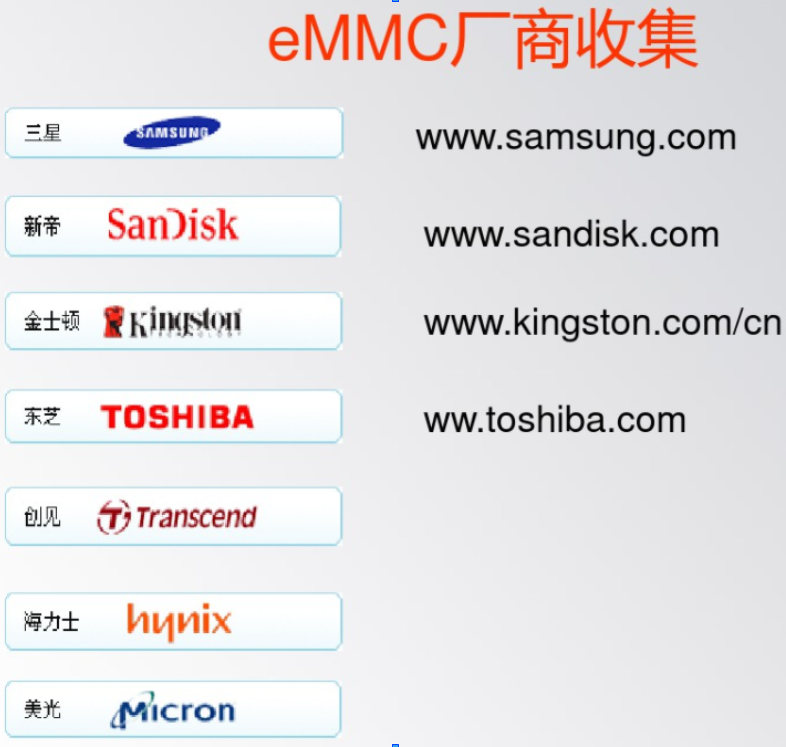 eMMC厂商收集
三星 SAMSUNG www.samsung.com
新帝 SanDisk www.sandisk.com
金士顿 Kingston www.kingston.com/cn
东芝 TOSHIBA ww.toshiba.com
创见 Transcend
海力士 hynix
美光 Micron